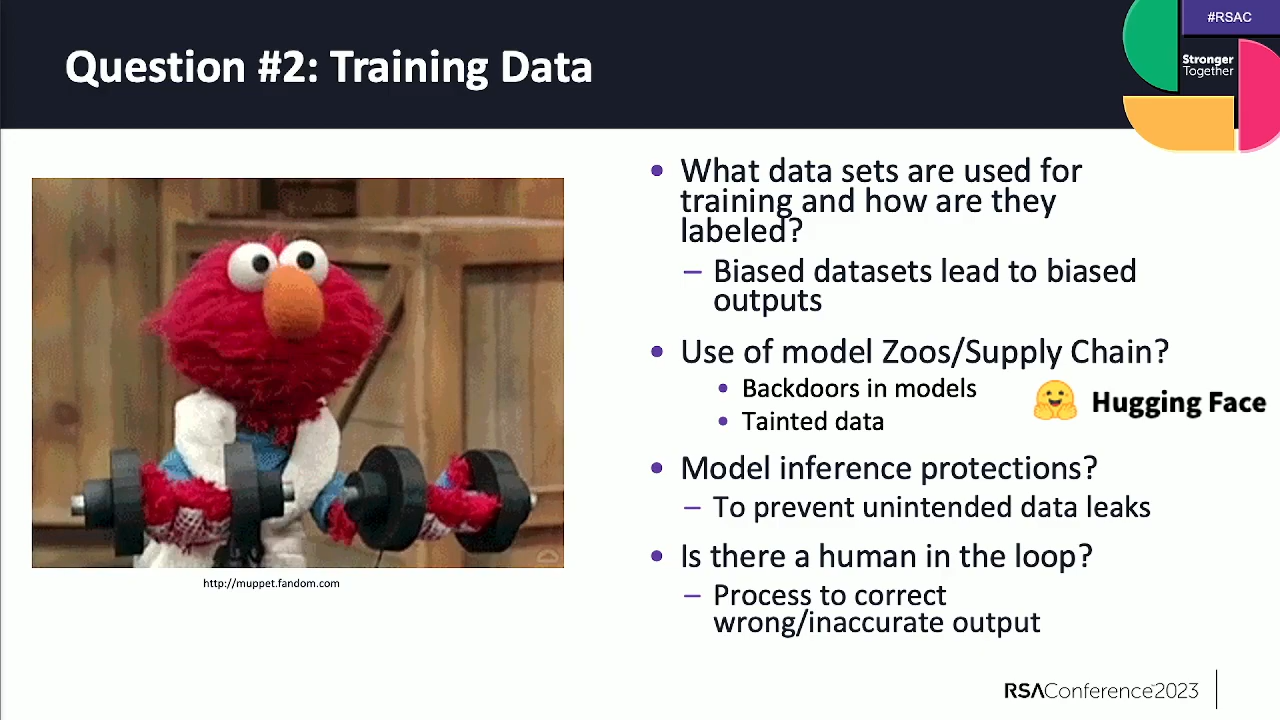 #RSAC
Stronger
Together
Question #2: Training Data
http://muppet.fandom.com
• What data sets are used for
training and how are they
labeled?
– Biased datasets lead to biased
outputs
• Use of model Zoos/Supply Chain?
• Backdoors in models
• Tainted data
Hugging Face
• Model inference protections?
– To prevent unintended data leaks
• Is there a human in the loop?
– Process to correct
wrong/inaccurate output
RSAConference™2023